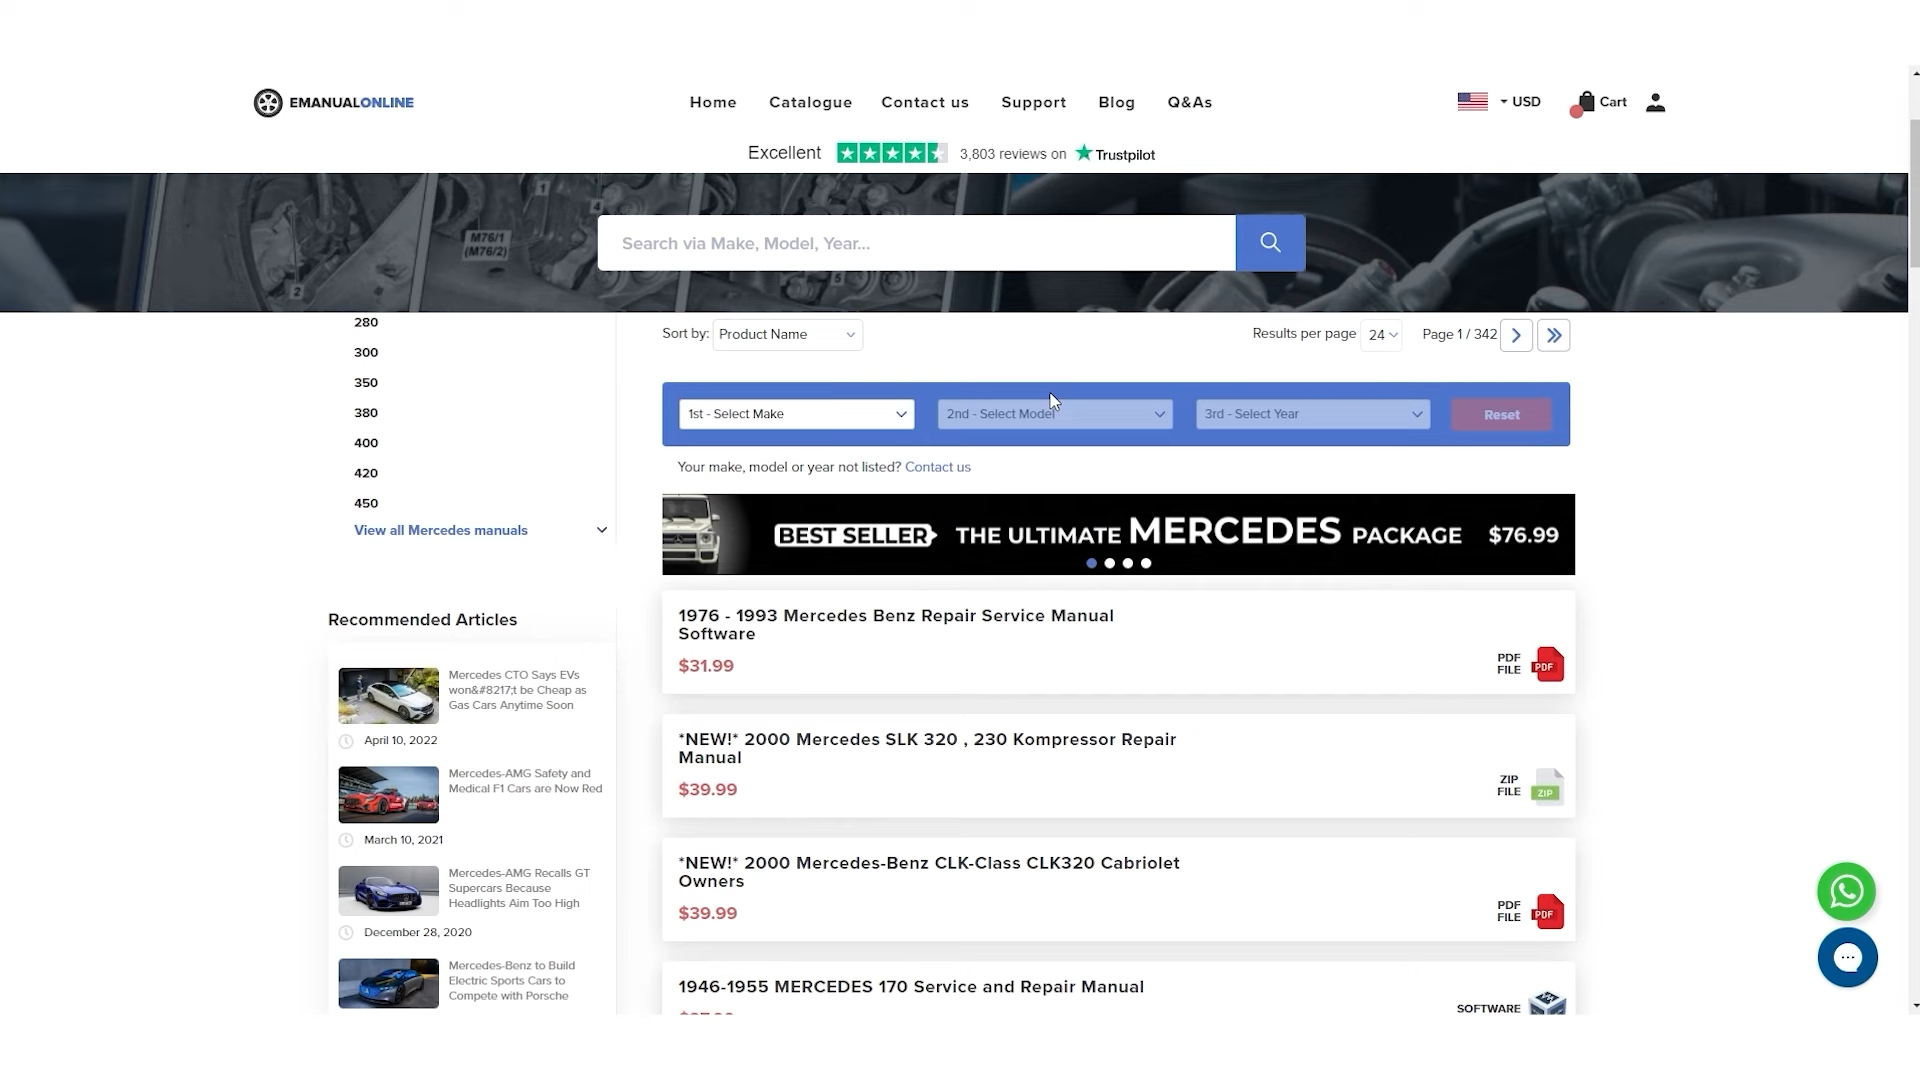 EMANUALONLINE
Home Catalogue Contact us Support Blog Q&As
USD
Cart
Excellent
3,803 reviews on Trustpilot
M76/1
(M76/2)
1
4
2
5
Search via Make, Model, Year...
280
300
350
380
400
420
450
View all Mercedes manuals
Sort by: Product Name
Results per page 24 Page 1 / 342
1st - Select Make
2nd - Select Model
3rd - Select Year
Reset
Your make, model or year not listed? Contact us
BEST SELLER THE ULTIMATE MERCEDES PACKAGE $76.99
Recommended Articles
Mercedes CTO Says EVs
won&#8217;t be Cheap as
Gas Cars Anytime Soon
April 10, 2022
Mercedes-AMG Safety and
Medical F1 Cars are Now Red
March 10, 2021
Mercedes-AMG Recalls GT
Supercars Because
Headlights Aim Too High
December 28, 2020
Mercedes-Benz to Build
Electric Sports Cars to
Compete with Porsche
1976 - 1993 Mercedes Benz Repair Service Manual
Software
$31.99
PDF
FILE
PDF
*NEW!* 2000 Mercedes SLK 320 , 230 Kompressor Repair
Manual
$39.99
ZIP
FILE
ZIP
*NEW!* 2000 Mercedes-Benz CLK-Class CLK320 Cabriolet
Owners
$39.99
PDF
FILE
PDF
1946-1955 MERCEDES 170 Service and Repair Manual
SOFTWARE